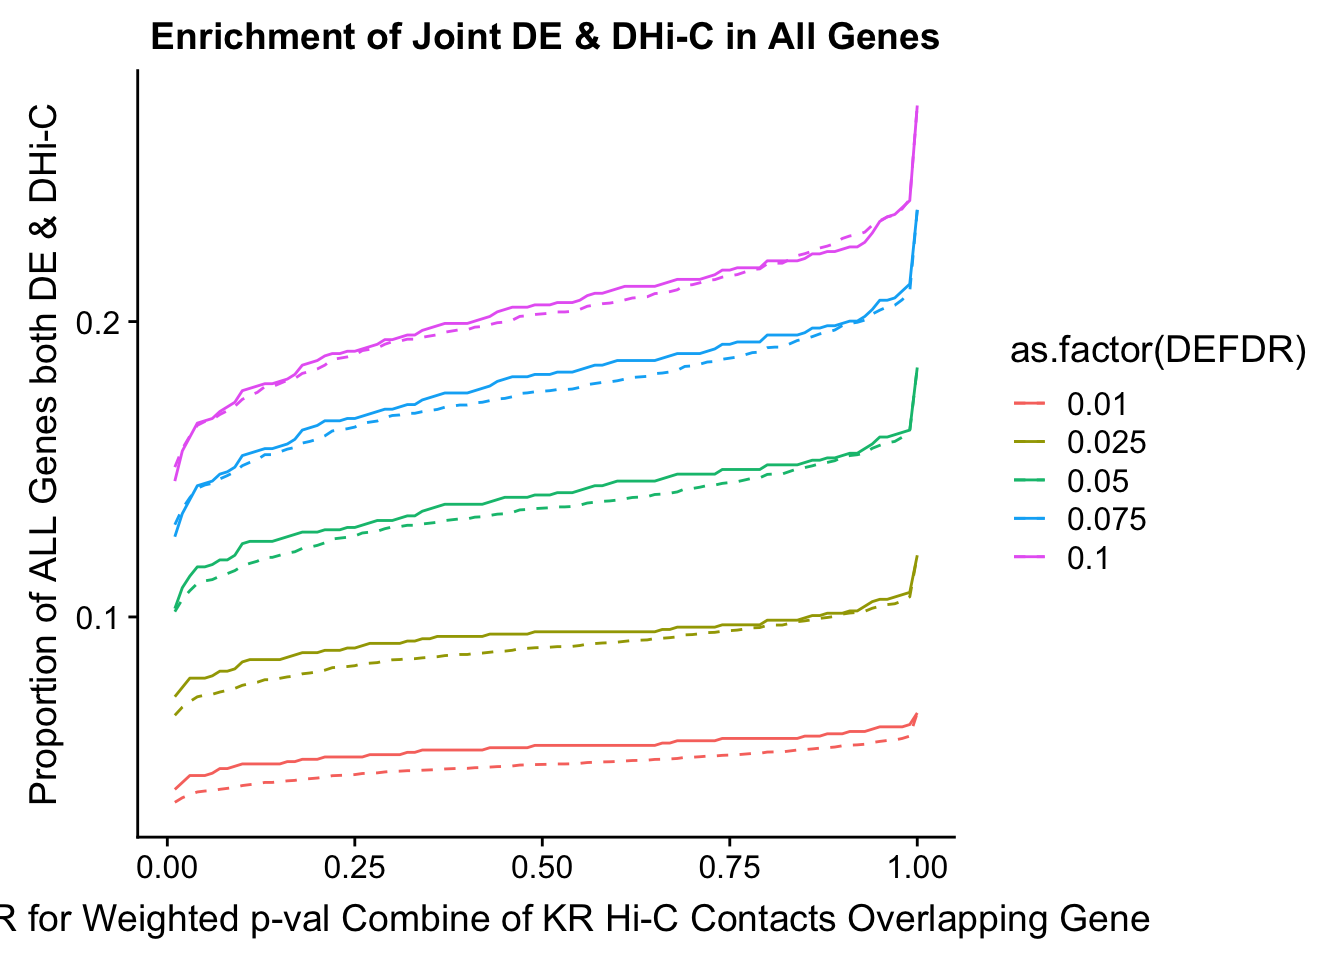 Enrichment of Joint DE & DHi-C in All Genes
Proportion of ALL Genes both DE & DHi-C
0.2
0.1
0.00 0.25 0.50 0.75 1.00
R for Weighted p-val Combine of KR Hi-C Contacts Overlapping Gene
as.factor(DEFDR)
0.01
0.025
0.05
0.075
0.1